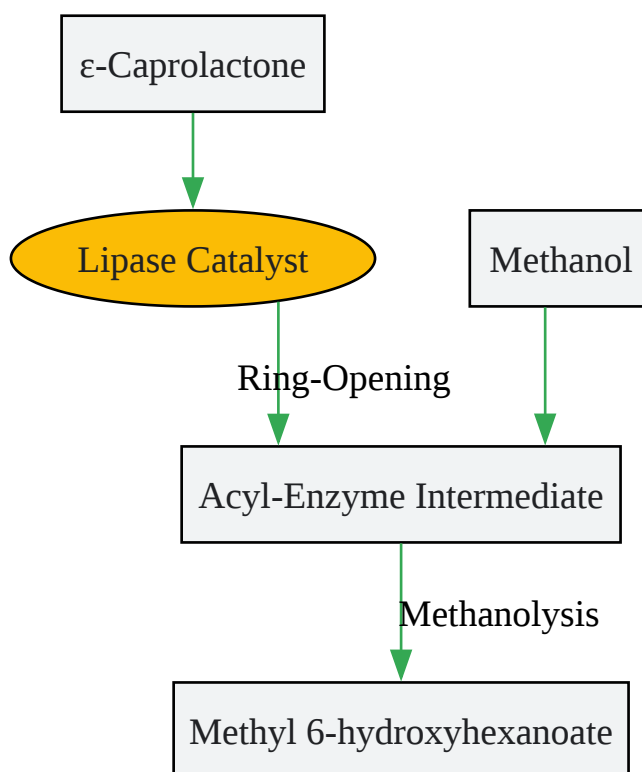 ε-Caprolactone
Lipase Catalyst
Methanol
Ring-Opening
Acyl-Enzyme Intermediate
Methanolysis
Methyl 6-hydroxyhexanoate